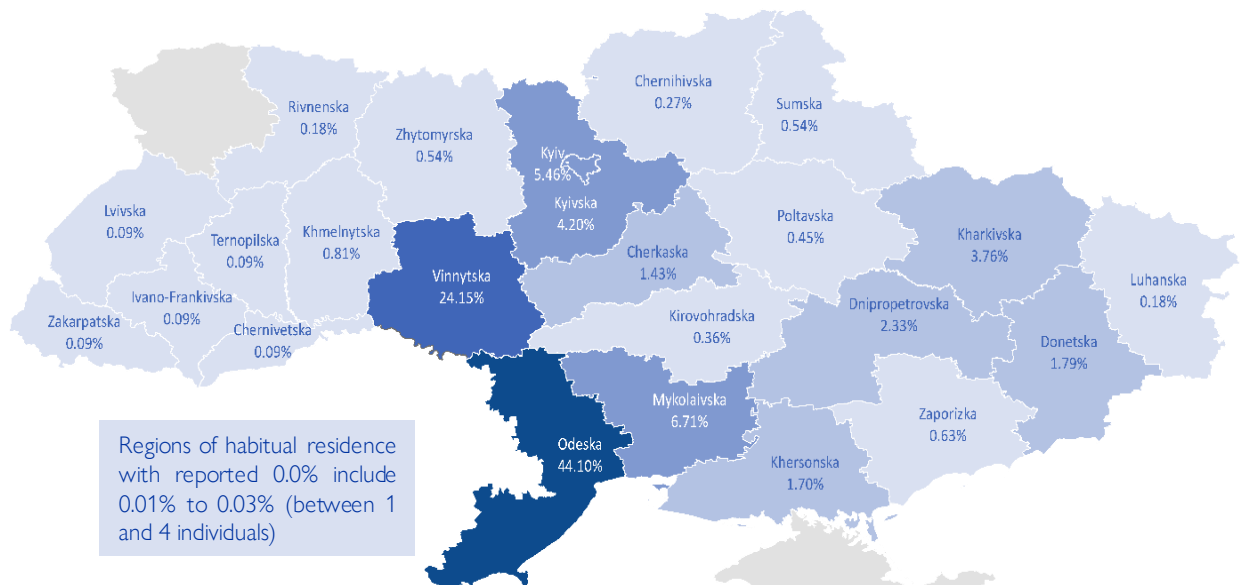 Chernihivska
0.27%
Rivnenska
0.18%
Sumska
0.54%
Zhytomyrska
0.54%
Kyiv
5.46%
Kyivska
4.20%
Lvivska
0.09%
Ternopilska
0.09%
Khmelnytska
0.81%
Poltavska
0.45%
Kharkivska
3.76%
Cherkaska
1.43%
Vinnytska
24.15%
Luhanska
0.18%
Ivano-Frankivska
0.09%
Zakarpatska
0.09%
Chernivetska
0.09%
Kirovohradska
0.36%
Dnipropetrovska
2.33%
Donetska
1.79%
Mykolaivska
6.71%
Zaporizka
0.63%
Odeska
44.10%
Khersonska
1.70%
Regions of habitual residence
with reported 0.0% include
0.01% to 0.03% (between 1
and 4 individuals)